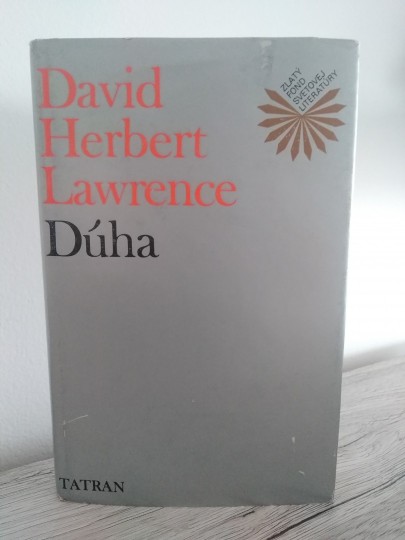 David
Herbert
Lawrence
Dúha
ZLATÝ
FOND
SVETOVEJ
LITERATÚRY
TATRAN